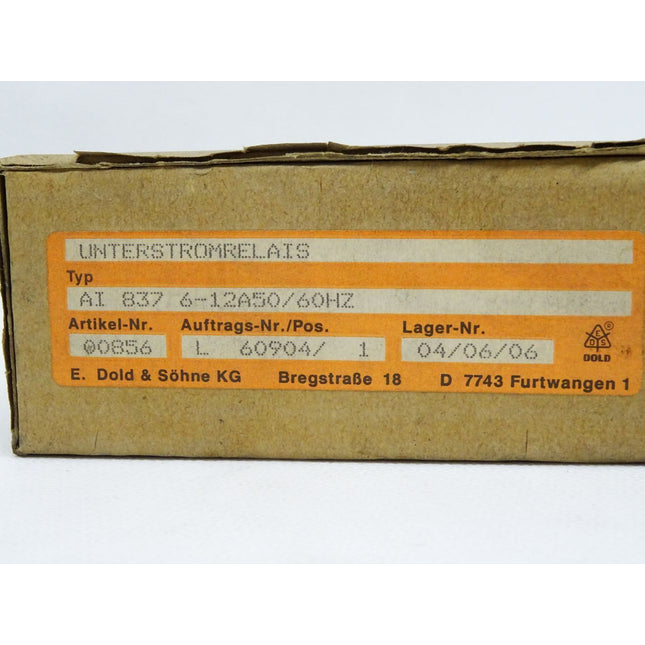 UNTERSTROMRELAIS
Typ
AI 837 6-12A50/60HZ
Artikel-Nr. Auftrags-Nr./Pos. Lager-Nr.
00856 L 60904/ 1 04/06/06
DOLD
E. Dold & Söhne KG Bregstraße 18 D 7743 Furtwangen 1